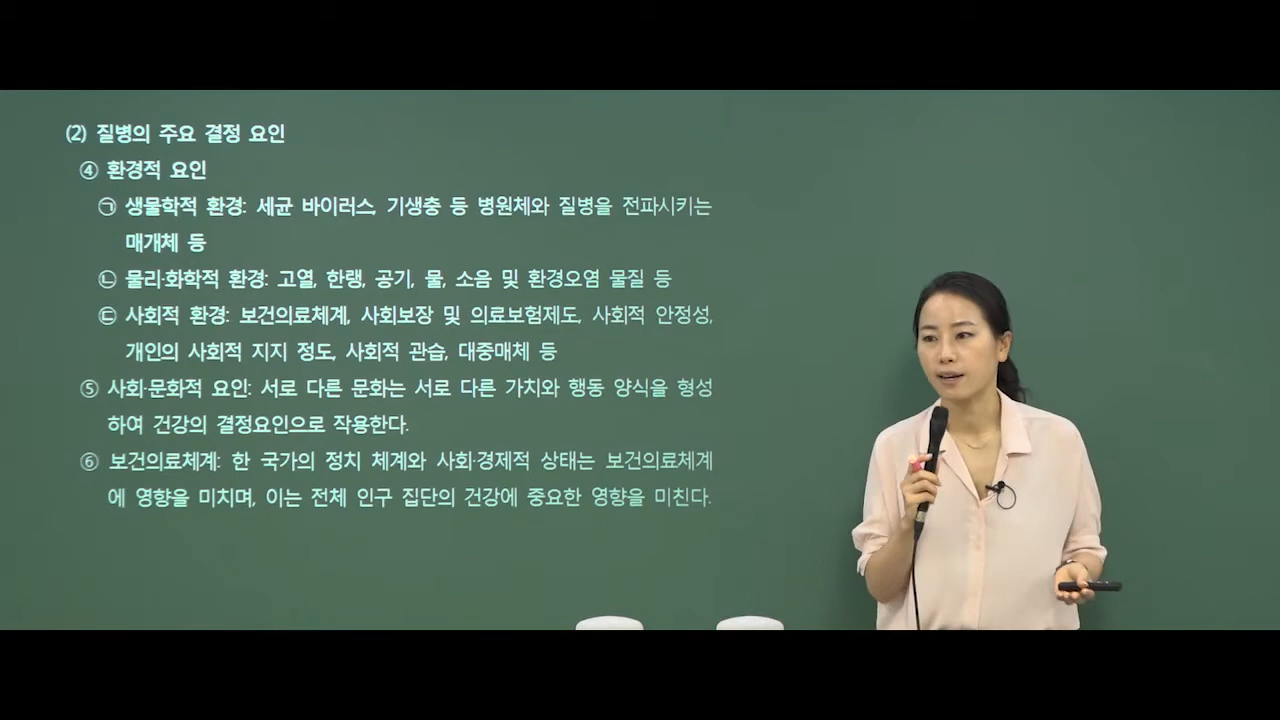 (2) 질병의 주요 결정 요인
④ 환경적 요인
㉠ 생물학적 환경: 세균 바이러스, 기생충 등 병원체와 질병을 전파시키는
매개체 등
㉡ 물리·화학적 환경: 고열, 한랭, 공기, 물, 소음 및 환경오염 물질 등
㉢ 사회적 환경: 보건의료체계, 사회보장 및 의료보험제도, 사회적 안정성,
개인의 사회적 지지 정도, 사회적 관습, 대중매체 등
⑤ 사회·문화적 요인: 서로 다른 문화는 서로 다른 가치와 행동 양식을 형성
하여 건강의 결정요인으로 작용한다.
⑥ 보건의료체계: 한 국가의 정치 체계와 사회·경제적 상태는 보건의료체계
에 영향을 미치며, 이는 전체 인구 집단의 건강에 중요한 영향을 미친다.